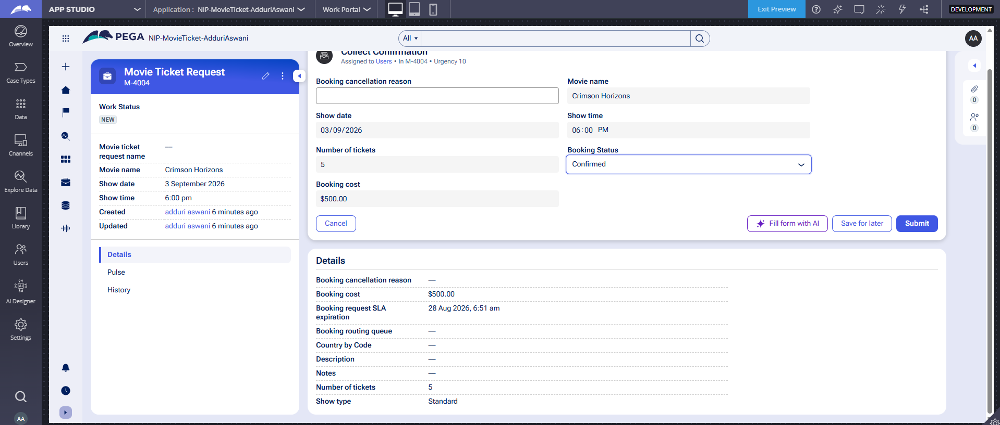 APP STUDIO
Application : NIP-MovieTicket-AdduriAswani
Work Portal
Exit Preview
DEVELOPMENT
Overview
Case Types
Data
Channels
Explore Data
Library
Users
AI
AI Designer
Settings
AA
PEGA NIP-MovieTicket-AdduriAswani
All
AA
Movie Ticket Request
M-4004
Work Status
NEW
Movie ticket request name
—
Movie name
Crimson Horizons
Show date
3 September 2026
Show time
6:00 pm
Created
adduri aswani 6 minutes ago
Updated
adduri aswani 6 minutes ago
Details
Pulse
History
Collect Confirmation
Assigned to Users • In M-4004 • Urgency 10
Booking cancellation reason
Movie name
Crimson Horizons
Show date
03/09/2026
Show time
06:00 PM
Number of tickets
5
Booking Status
Confirmed
Booking cost
$500.00
Cancel
Fill form with AI
Save for later
Submit
Details
Booking cancellation reason
—
Booking cost
$500.00
Booking request SLA expiration
28 Aug 2026, 6:51 am
Booking routing queue
—
Country by Code
—
Description
—
Notes
—
Number of tickets
5
Show type
Standard
0
0